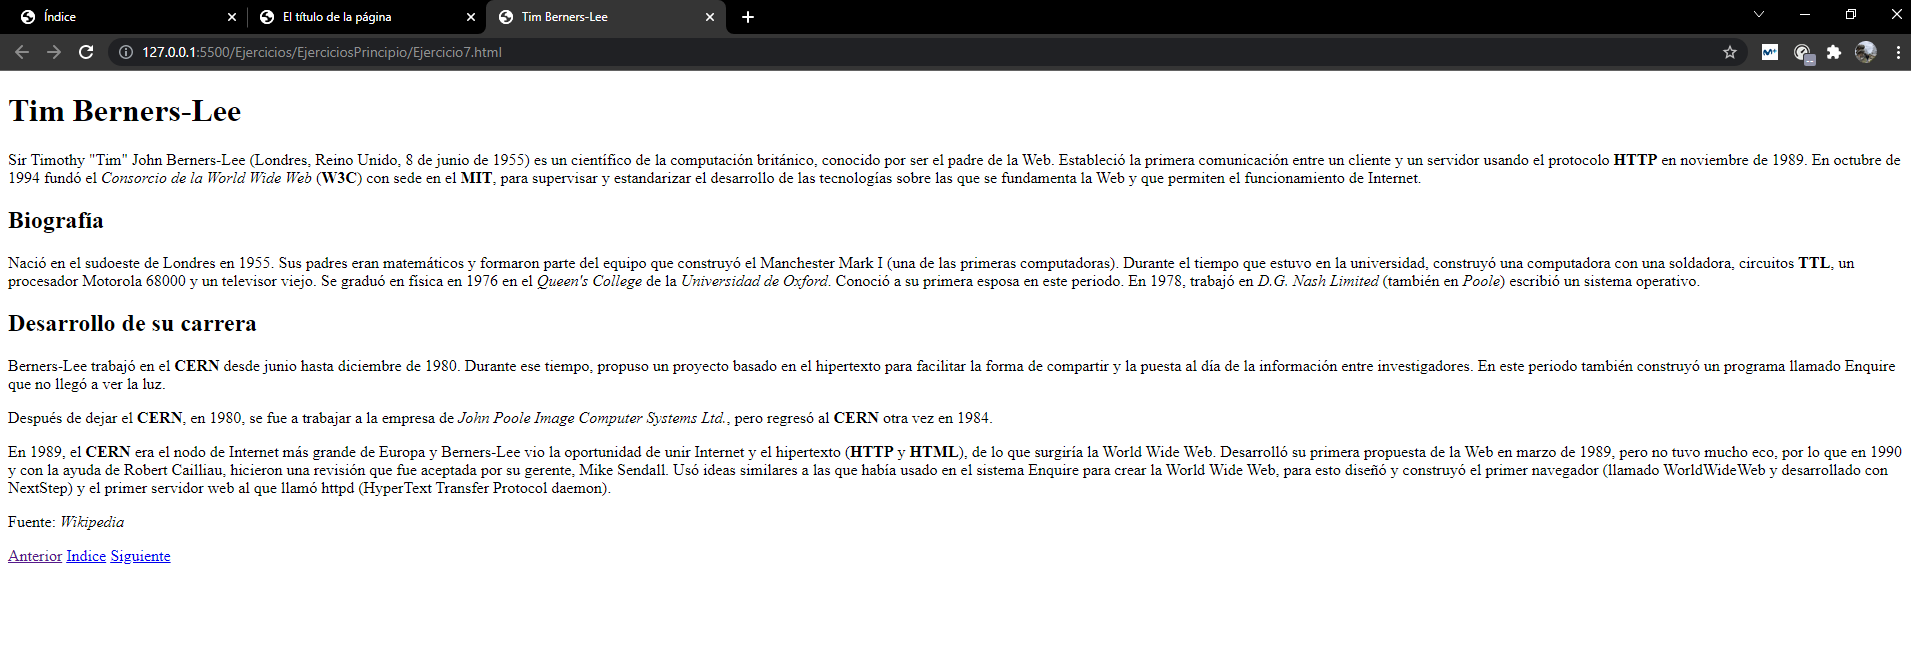 Índice
El título de la página
Tim Berners-Lee
127.0.0.1:5500/Ejercicios/EjerciciosPrincipio/Ejercicio7.html
Tim Berners-Lee
Sir Timothy "Tim" John Berners-Lee (Londres, Reino Unido, 8 de junio de 1955) es un científico de la computación británico, conocido por ser el padre de la Web. Estableció la primera comunicación entre un cliente y un servidor usando el protocolo HTTP en noviembre de 1989. En octubre de
1994 fundó el Consorcio de la World Wide Web (W3C) con sede en el MIT, para supervisar y estandarizar el desarrollo de las tecnologías sobre las que se fundamenta la Web y que permiten el funcionamiento de Internet.
Biografía
Nació en el sudoeste de Londres en 1955. Sus padres eran matemáticos y formaron parte del equipo que construyó el Manchester Mark I (una de las primeras computadoras). Durante el tiempo que estuvo en la universidad, construyó una computadora con una soldadora, circuitos TTL, un
procesador Motorola 68000 y un televisor viejo. Se graduó en física en 1976 en el Queen's College de la Universidad de Oxford. Conoció a su primera esposa en este periodo. En 1978, trabajó en D.G. Nash Limited (también en Poole) escribió un sistema operativo.
Desarrollo de su carrera
Berners-Lee trabajó en el CERN desde junio hasta diciembre de 1980. Durante ese tiempo, propuso un proyecto basado en el hipertexto para facilitar la forma de compartir y la puesta al día de la información entre investigadores. En este periodo también construyó un programa llamado Enquire
que no llegó a ver la luz.
Después de dejar el CERN, en 1980, se fue a trabajar a la empresa de John Poole Image Computer Systems Ltd., pero regresó al CERN otra vez en 1984.
En 1989, el CERN era el nodo de Internet más grande de Europa y Berners-Lee vio la oportunidad de unir Internet y el hipertexto (HTTP y HTML), de lo que surgiría la World Wide Web. Desarrolló su primera propuesta de la Web en marzo de 1989, pero no tuvo mucho eco, por lo que en 1990
y con la ayuda de Robert Cailliau, hicieron una revisión que fue aceptada por su gerente, Mike Sendall. Usó ideas similares a las que había usado en el sistema Enquire para crear la World Wide Web, para esto diseñó y construyó el primer navegador (llamado WorldWideWeb y desarrollado con
NextStep) y el primer servidor web al que llamó httpd (HyperText Transfer Protocol daemon).
Fuente: Wikipedia
Anterior Indice Siguiente